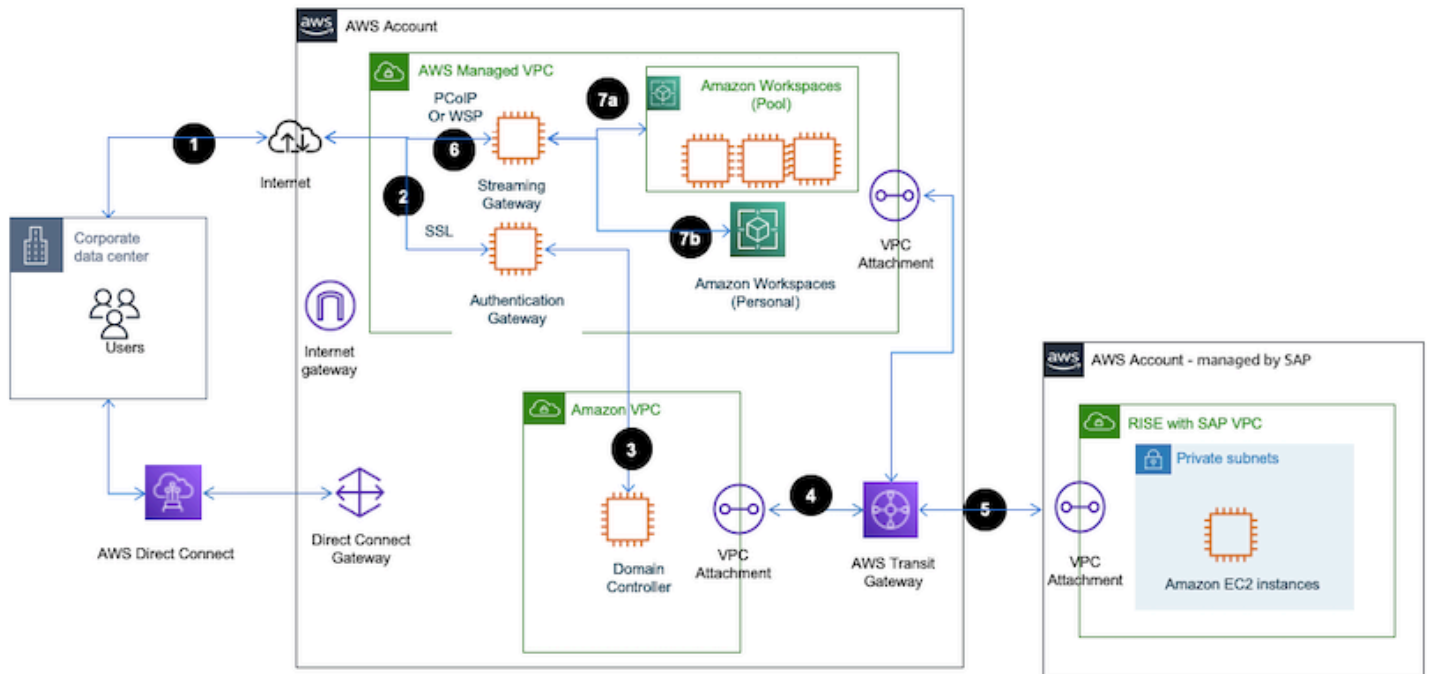 aws
AWS Account
AWS Managed VPC
PCoIP
Or WSP
7a
Amazon Workspaces
(Pool)
1
6
Internet
2
Streaming
Gateway
SSL
7b
VPC
Attachment
Corporate
data center
Amazon Workspaces
(Personal)
Authentication
Gateway
Users
Internet
gateway
aws
AWS Account - managed by SAP
Amazon VPC
RISE with SAP VPC
3
Private subnets
4
5
AWS Direct Connect
Direct Connect
Gateway
Domain
Controller
VPC
Attachment
AWS Transit
Gateway
VPC
Attachment
Amazon EC2 instances